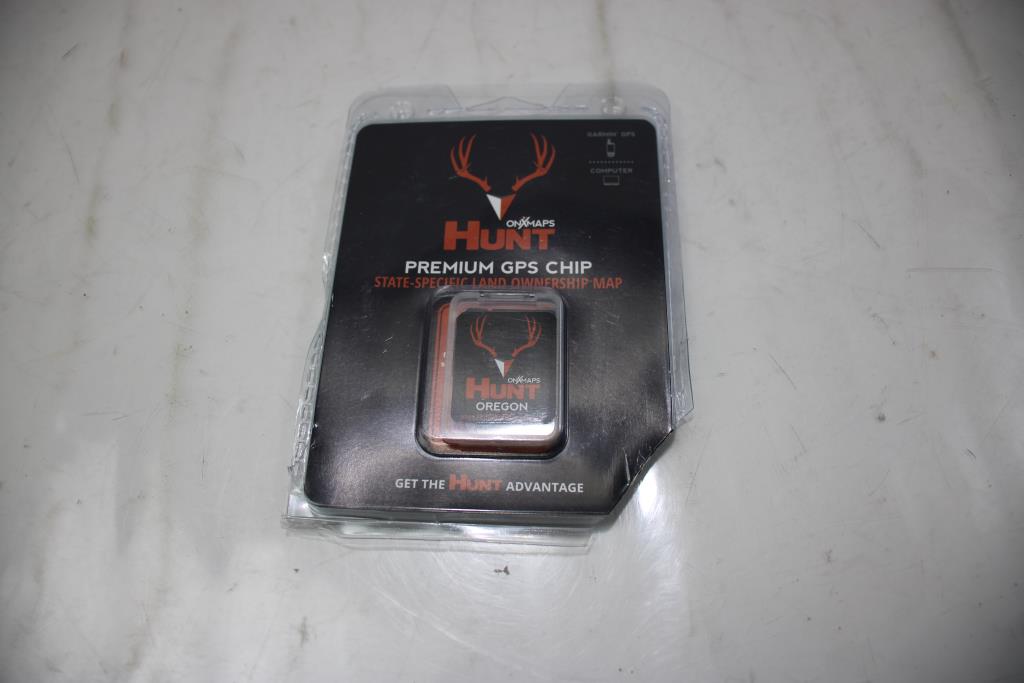 GARMIN® GPS
COMPUTER
ONXMAPS
HUNT
PREMIUM GPS CHIP
STATE-SPECIFIC LAND OWNERSHIP MAP
ONXMAPS
HUNT
OREGON
GET THE HUNT ADVANTAGE